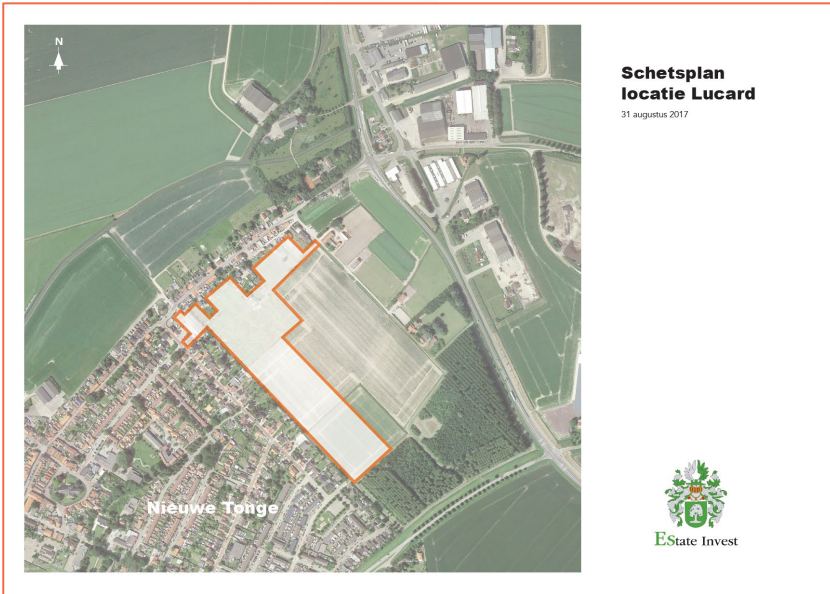 N
Schetsplan
locatie Lucard
31 augustus 2017
Nieuwe Tonge
EState Invest